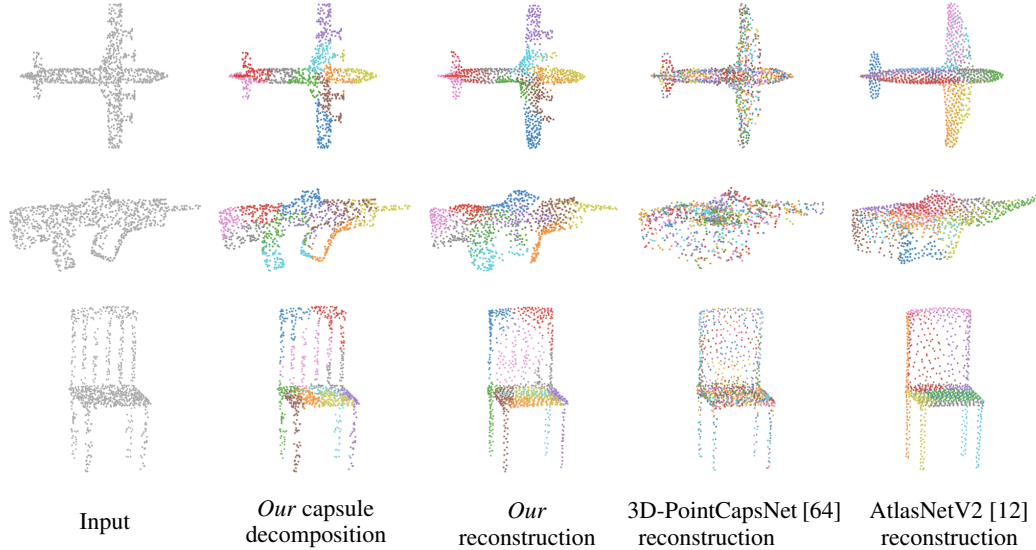 Input
Our capsule
decomposition
Our
reconstruction
3D-PointCapsNet [64]
reconstruction
AtlasNetV2 [12]
reconstruction